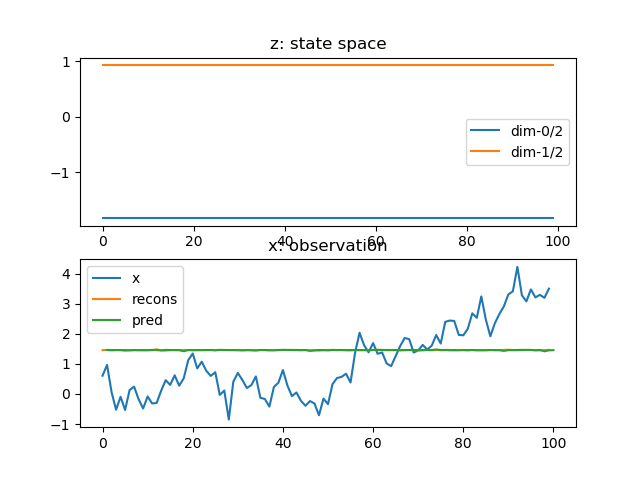 z: state space
1
0
−1
dim-0/2
dim-1/2
0 20 40 60 80 100
x: observation
4
3
2
1
0
−1
x
recons
pred
0 20 40 60 80 100